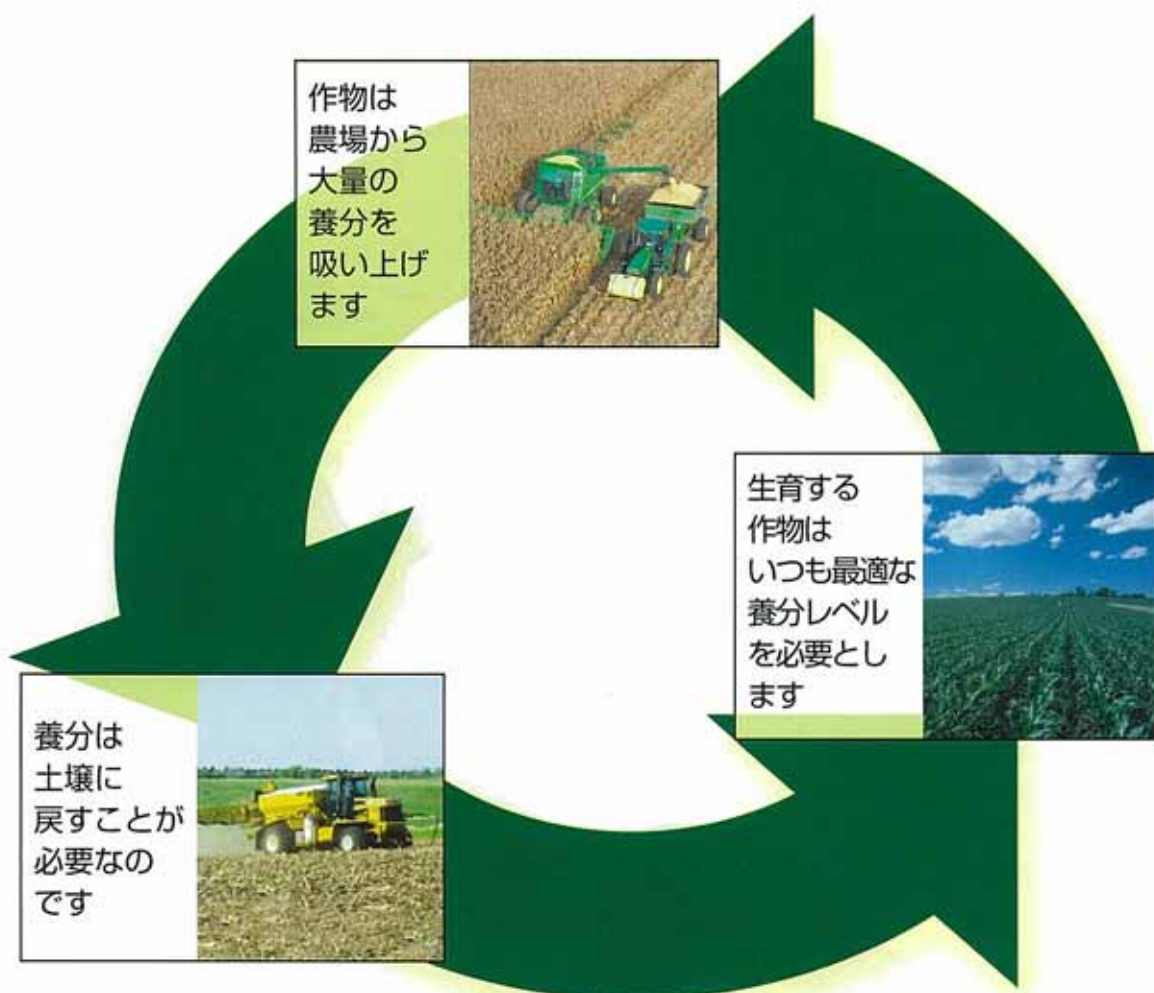 作物は
農場から
大量の
養分を
吸い上げ
ます
生育する
作物は
いつも最適な
養分レベル
を必要とし
ます
養分は
土壌に
戻すことが
必要なの
です